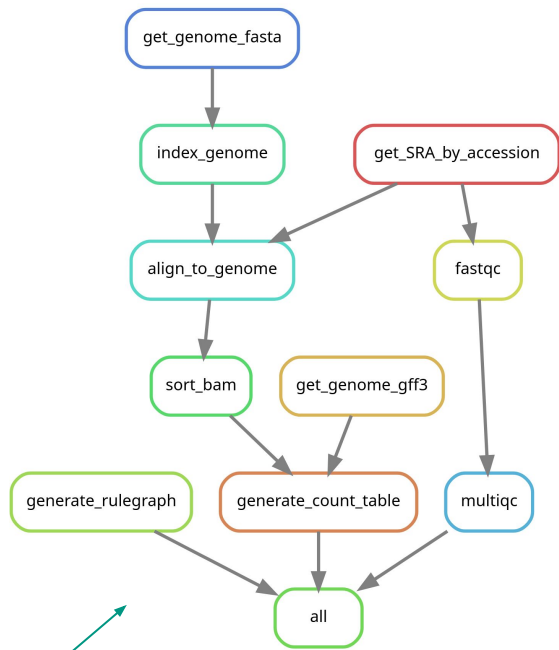 get_genome_fasta
index_genome
get_SRA_by_accession
align_to_genome
fastqc
sort_bam
get_genome_gff3
generate_rulegraph
generate_count_table
multiqc
all